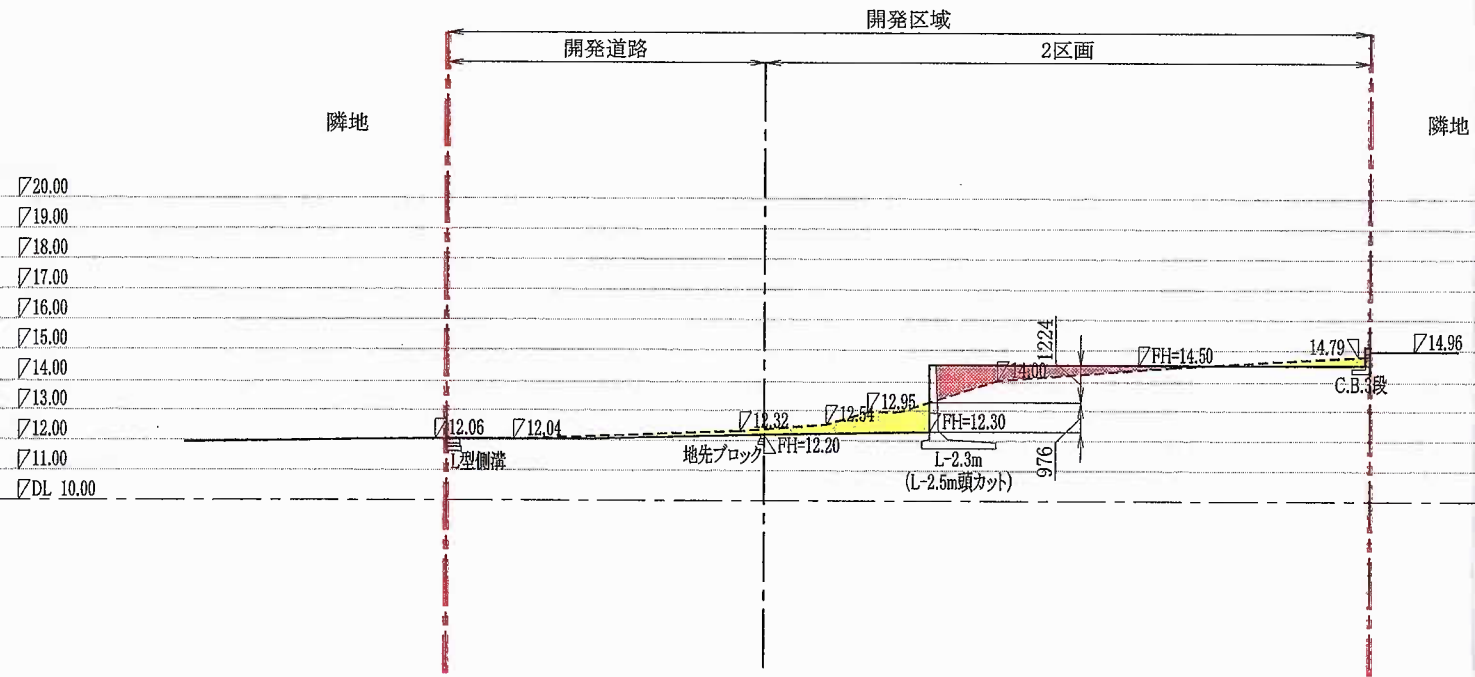 開発区域
開発道路
2区画
隣地
隣地
▽20.00
▽19.00
▽18.00
▽17.00
▽16.00
▽15.00
▽14.00
▽13.00
▽12.00
▽11.00
▽DL 10.00
1224
14.79
▽14.96
▽FH=14.50
▽14.00
C.B.3段
▽12.95
▽12.54
▽12.32
▽12.06
▽12.04
▽FH=12.30
L型側溝
地先ブロック
△FH=12.20
L-2.3m
(L-2.5m頭カット)
976